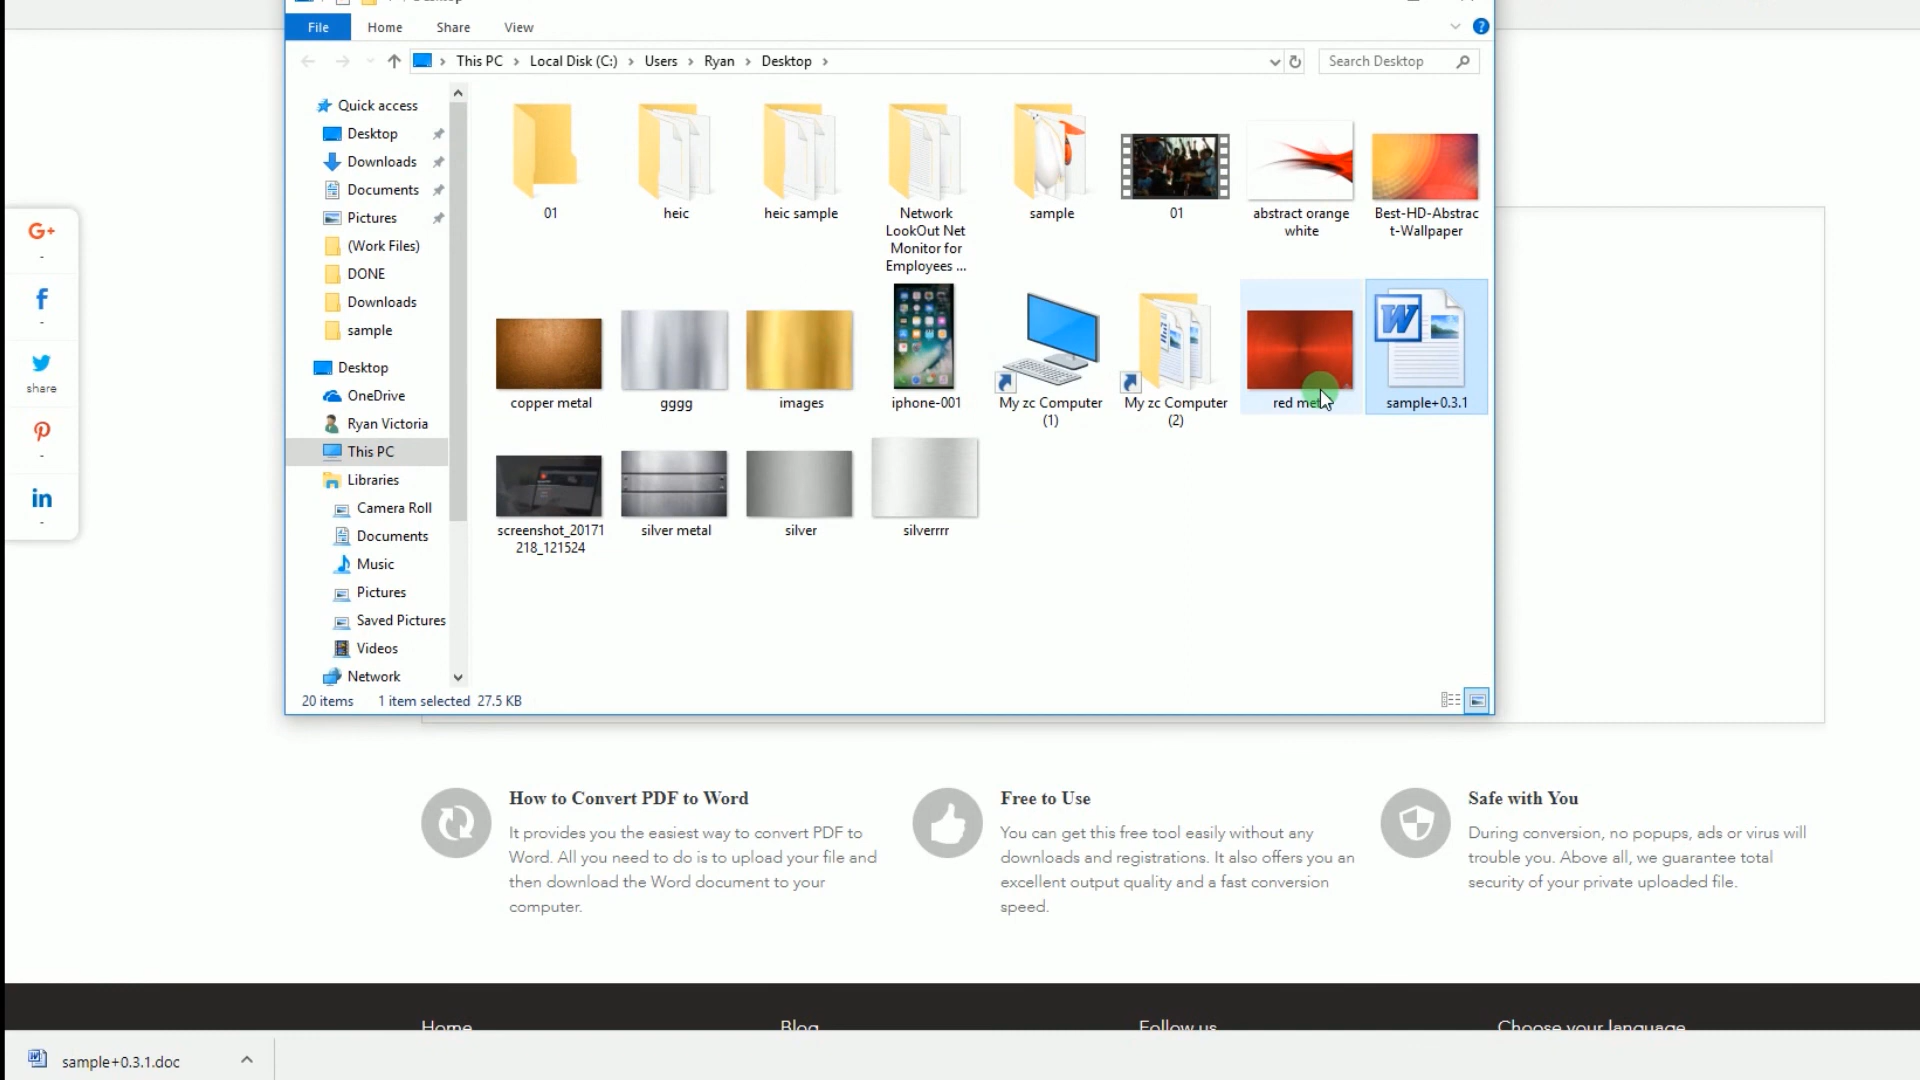 File
Home
Share
View
This PC
Local Disk (C:)
Users
Ryan
Desktop
Search Desktop
Quick access
Desktop
Downloads
Documents
Pictures
(Work Files)
DONE
Downloads
sample
Desktop
OneDrive
Ryan Victoria
This PC
Libraries
Camera Roll
Documents
Music
Pictures
Saved Pictures
Videos
Network
01
heic
heic sample
Network
LookOut Net
Monitor for
Employees ...
sample
01
abstract orange
white
Best-HD-Abstrac
t-Wallpaper
copper metal
gggg
images
iphone-001
My zc Computer
(1)
My zc Computer
(2)
red
sample+0.3.1
screenshot_20171
218_121524
silver metal
silver
silverrrr
20 items
1 item selected 27.5 KB
G+
-
f
-
share
-
in
-
How to Convert PDF to Word
It provides you the easiest way to convert PDF to
Word. All you need to do is to upload your file and
then download the Word document to your
computer.
Free to Use
You can get this free tool easily without any
downloads and registrations. It also offers you an
excellent output quality and a fast conversion
speed.
Safe with You
During conversion, no popups, ads or virus will
trouble you. Above all, we guarantee total
security of your private uploaded file.
Home
Blog
Follow us
Choose your language
sample+0.3.1.doc